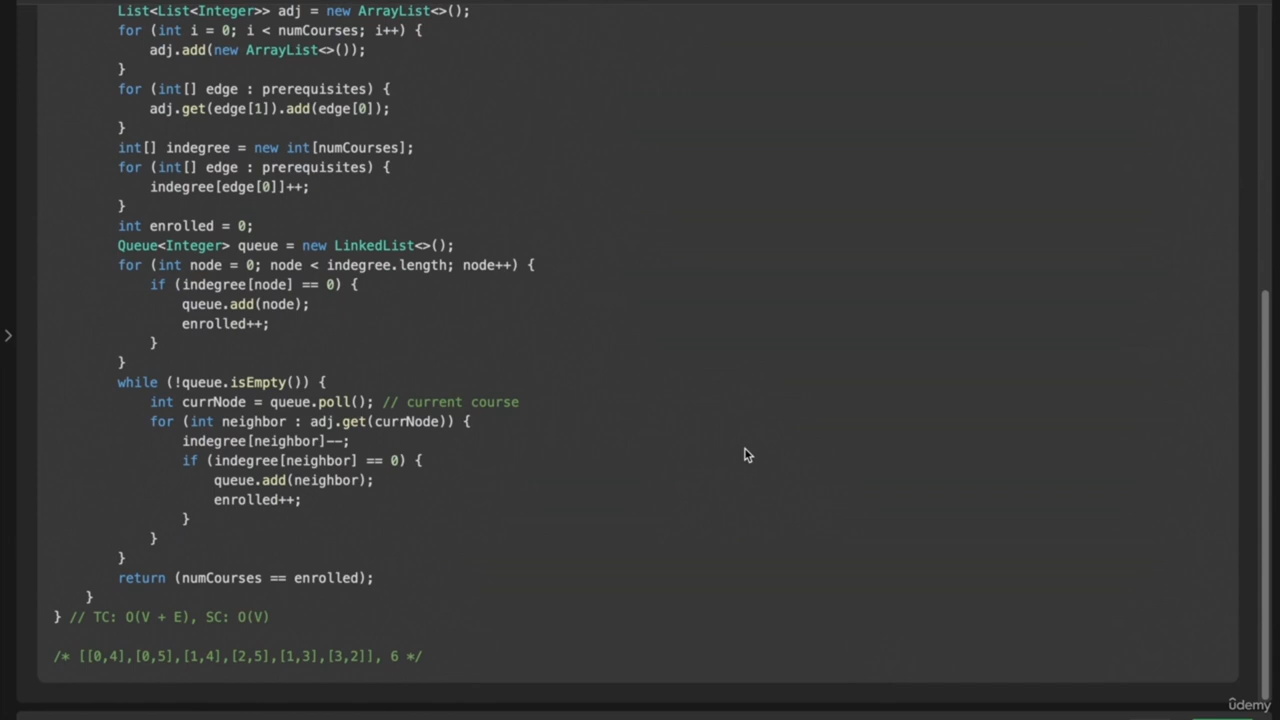 List<List<Integer>> adj = new ArrayList<>();
for (int i = 0; i < numCourses; i++) {
adj.add(new ArrayList<>());
}
for (int[] edge : prerequisites) {
adj.get(edge[1]).add(edge[0]);
}
int[] indegree = new int[numCourses];
for (int[] edge : prerequisites) {
indegree[edge[0]]++;
}
int enrolled = 0;
Queue<Integer> queue = new LinkedList<>();
for (int node = 0; node < indegree.length; node++) {
if (indegree[node] == 0) {
queue.add(node);
enrolled++;
}
}
while (!queue.isEmpty()) {
int currNode = queue.poll(); // current course
for (int neighbor : adj.get(currNode)) {
indegree[neighbor]--;
if (indegree[neighbor] == 0) {
queue.add(neighbor);
enrolled++;
}
}
}
return (numCourses == enrolled);
}
} // TC: O(V + E), SC: O(V)
/* [[0,4],[0,5],[1,4],[2,5],[1,3],[3,2]], 6 */
udemy